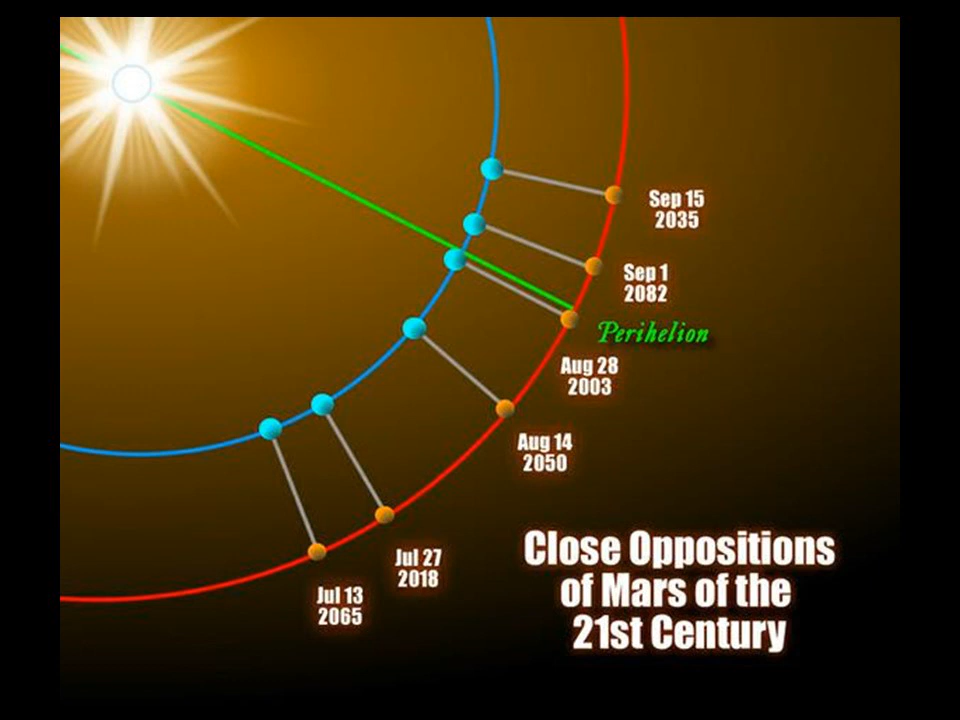 Sep 15
2035
Sep 1
2082
Perihelion
Aug 28
2003
Aug 14
2050
Jul 27
2018
Jul 13
2065
Close Oppositions
of Mars of the
21st Century